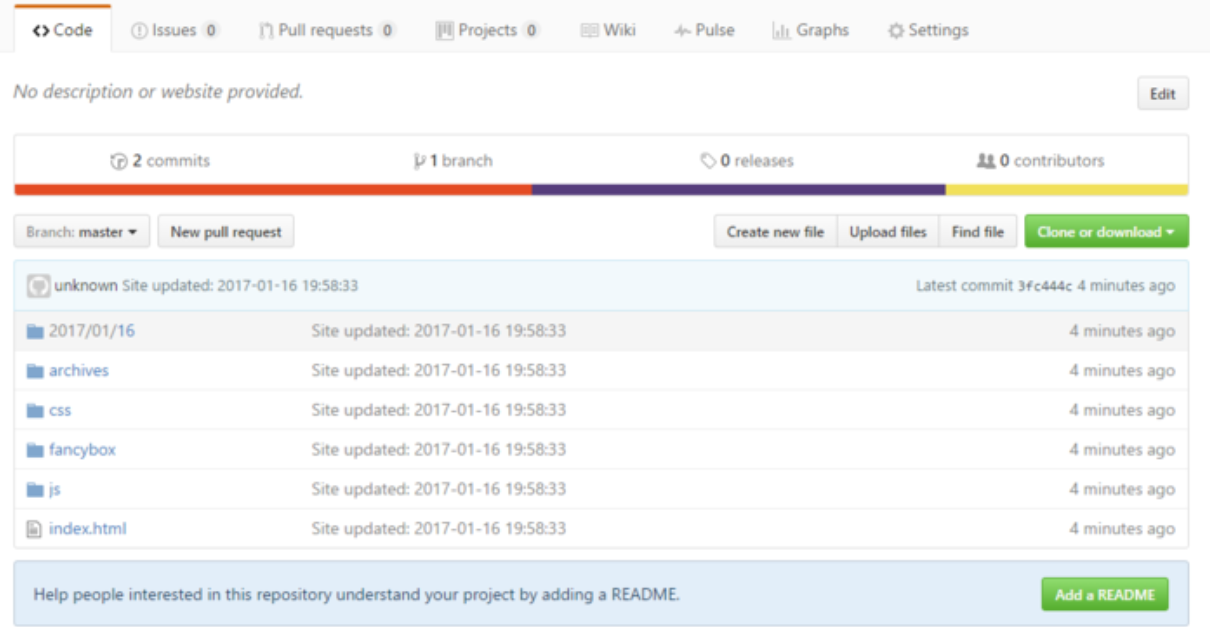 Code Issues 0 Pull requests 0 Projects 0 Wiki Pulse Graphs Settings
No description or website provided. Edit
2 commits 1 branch 0 releases 0 contributors
Branch: master New pull request Create new file Upload files Find file Clone or download
unknown Site updated: 2017-01-16 19:58:33 Latest commit 3fc444c 4 minutes ago
2017/01/16 Site updated: 2017-01-16 19:58:33 4 minutes ago
archives Site updated: 2017-01-16 19:58:33 4 minutes ago
css Site updated: 2017-01-16 19:58:33 4 minutes ago
fancybox Site updated: 2017-01-16 19:58:33 4 minutes ago
js Site updated: 2017-01-16 19:58:33 4 minutes ago
index.html Site updated: 2017-01-16 19:58:33 4 minutes ago
Help people interested in this repository understand your project by adding a README. Add a README